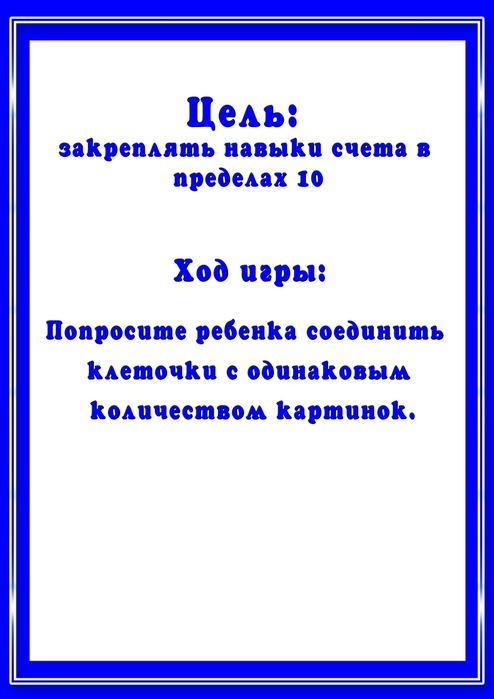 Цель:
закреплять навыки счета в
пределах 10
Ход игры:
Попросите ребенка соединить
клеточки с одинаковым
количеством картинок.